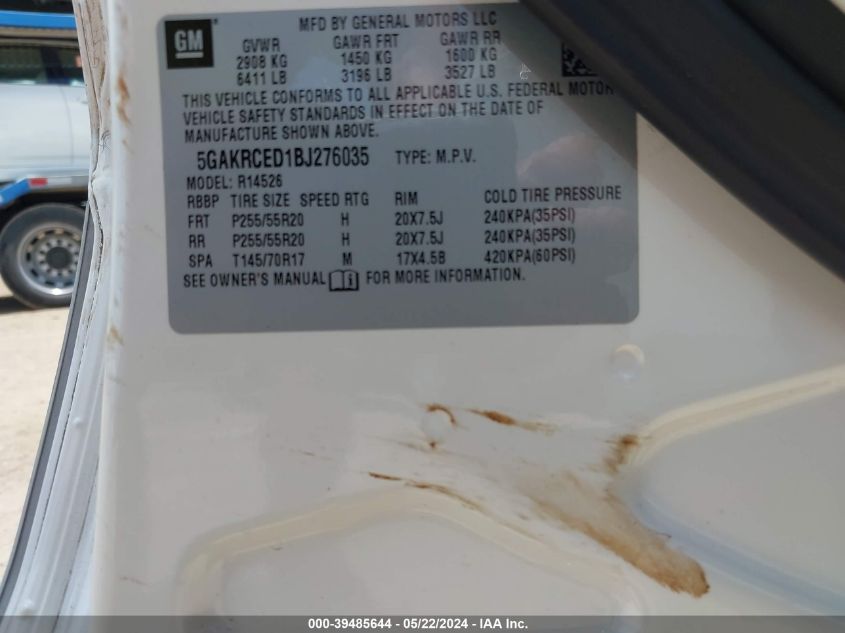 GM
MFD BY GENERAL MOTORS LLC
GVWR GAWR FRT GAWR RR
2908 KG 1450 KG 1600 KG
6411 LB 3196 LB 3527 LB
THIS VEHICLE CONFORMS TO ALL APPLICABLE U.S. FEDERAL MOTOR
VEHICLE SAFETY STANDARDS IN EFFECT ON THE DATE OF
MANUFACTURE SHOWN ABOVE.
5GAKRCED1BJ276035 TYPE: M.P.V.
MODEL: R14526
RBBP TIRE SIZE SPEED RTG RIM COLD TIRE PRESSURE
FRT P255/55R20 H 20X7.5J 240KPA(35PSI)
RR P255/55R20 H 20X7.5J 240KPA(35PSI)
SPA T145/70R17 M 17X4.5B 420KPA(60PSI)
SEE OWNER'S MANUAL FOR MORE INFORMATION.
000-39485644 - 05/22/2024 - IAA Inc.